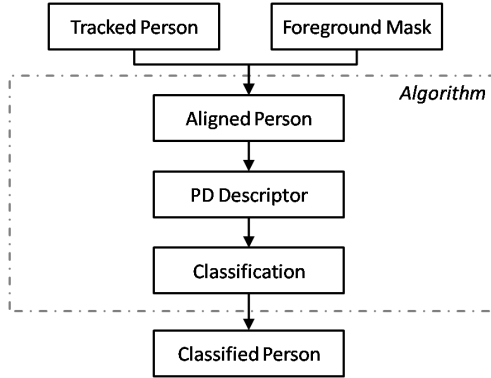 Tracked Person
Foreground Mask
Algorithm
Aligned Person
PD Descriptor
Classification
Classified Person